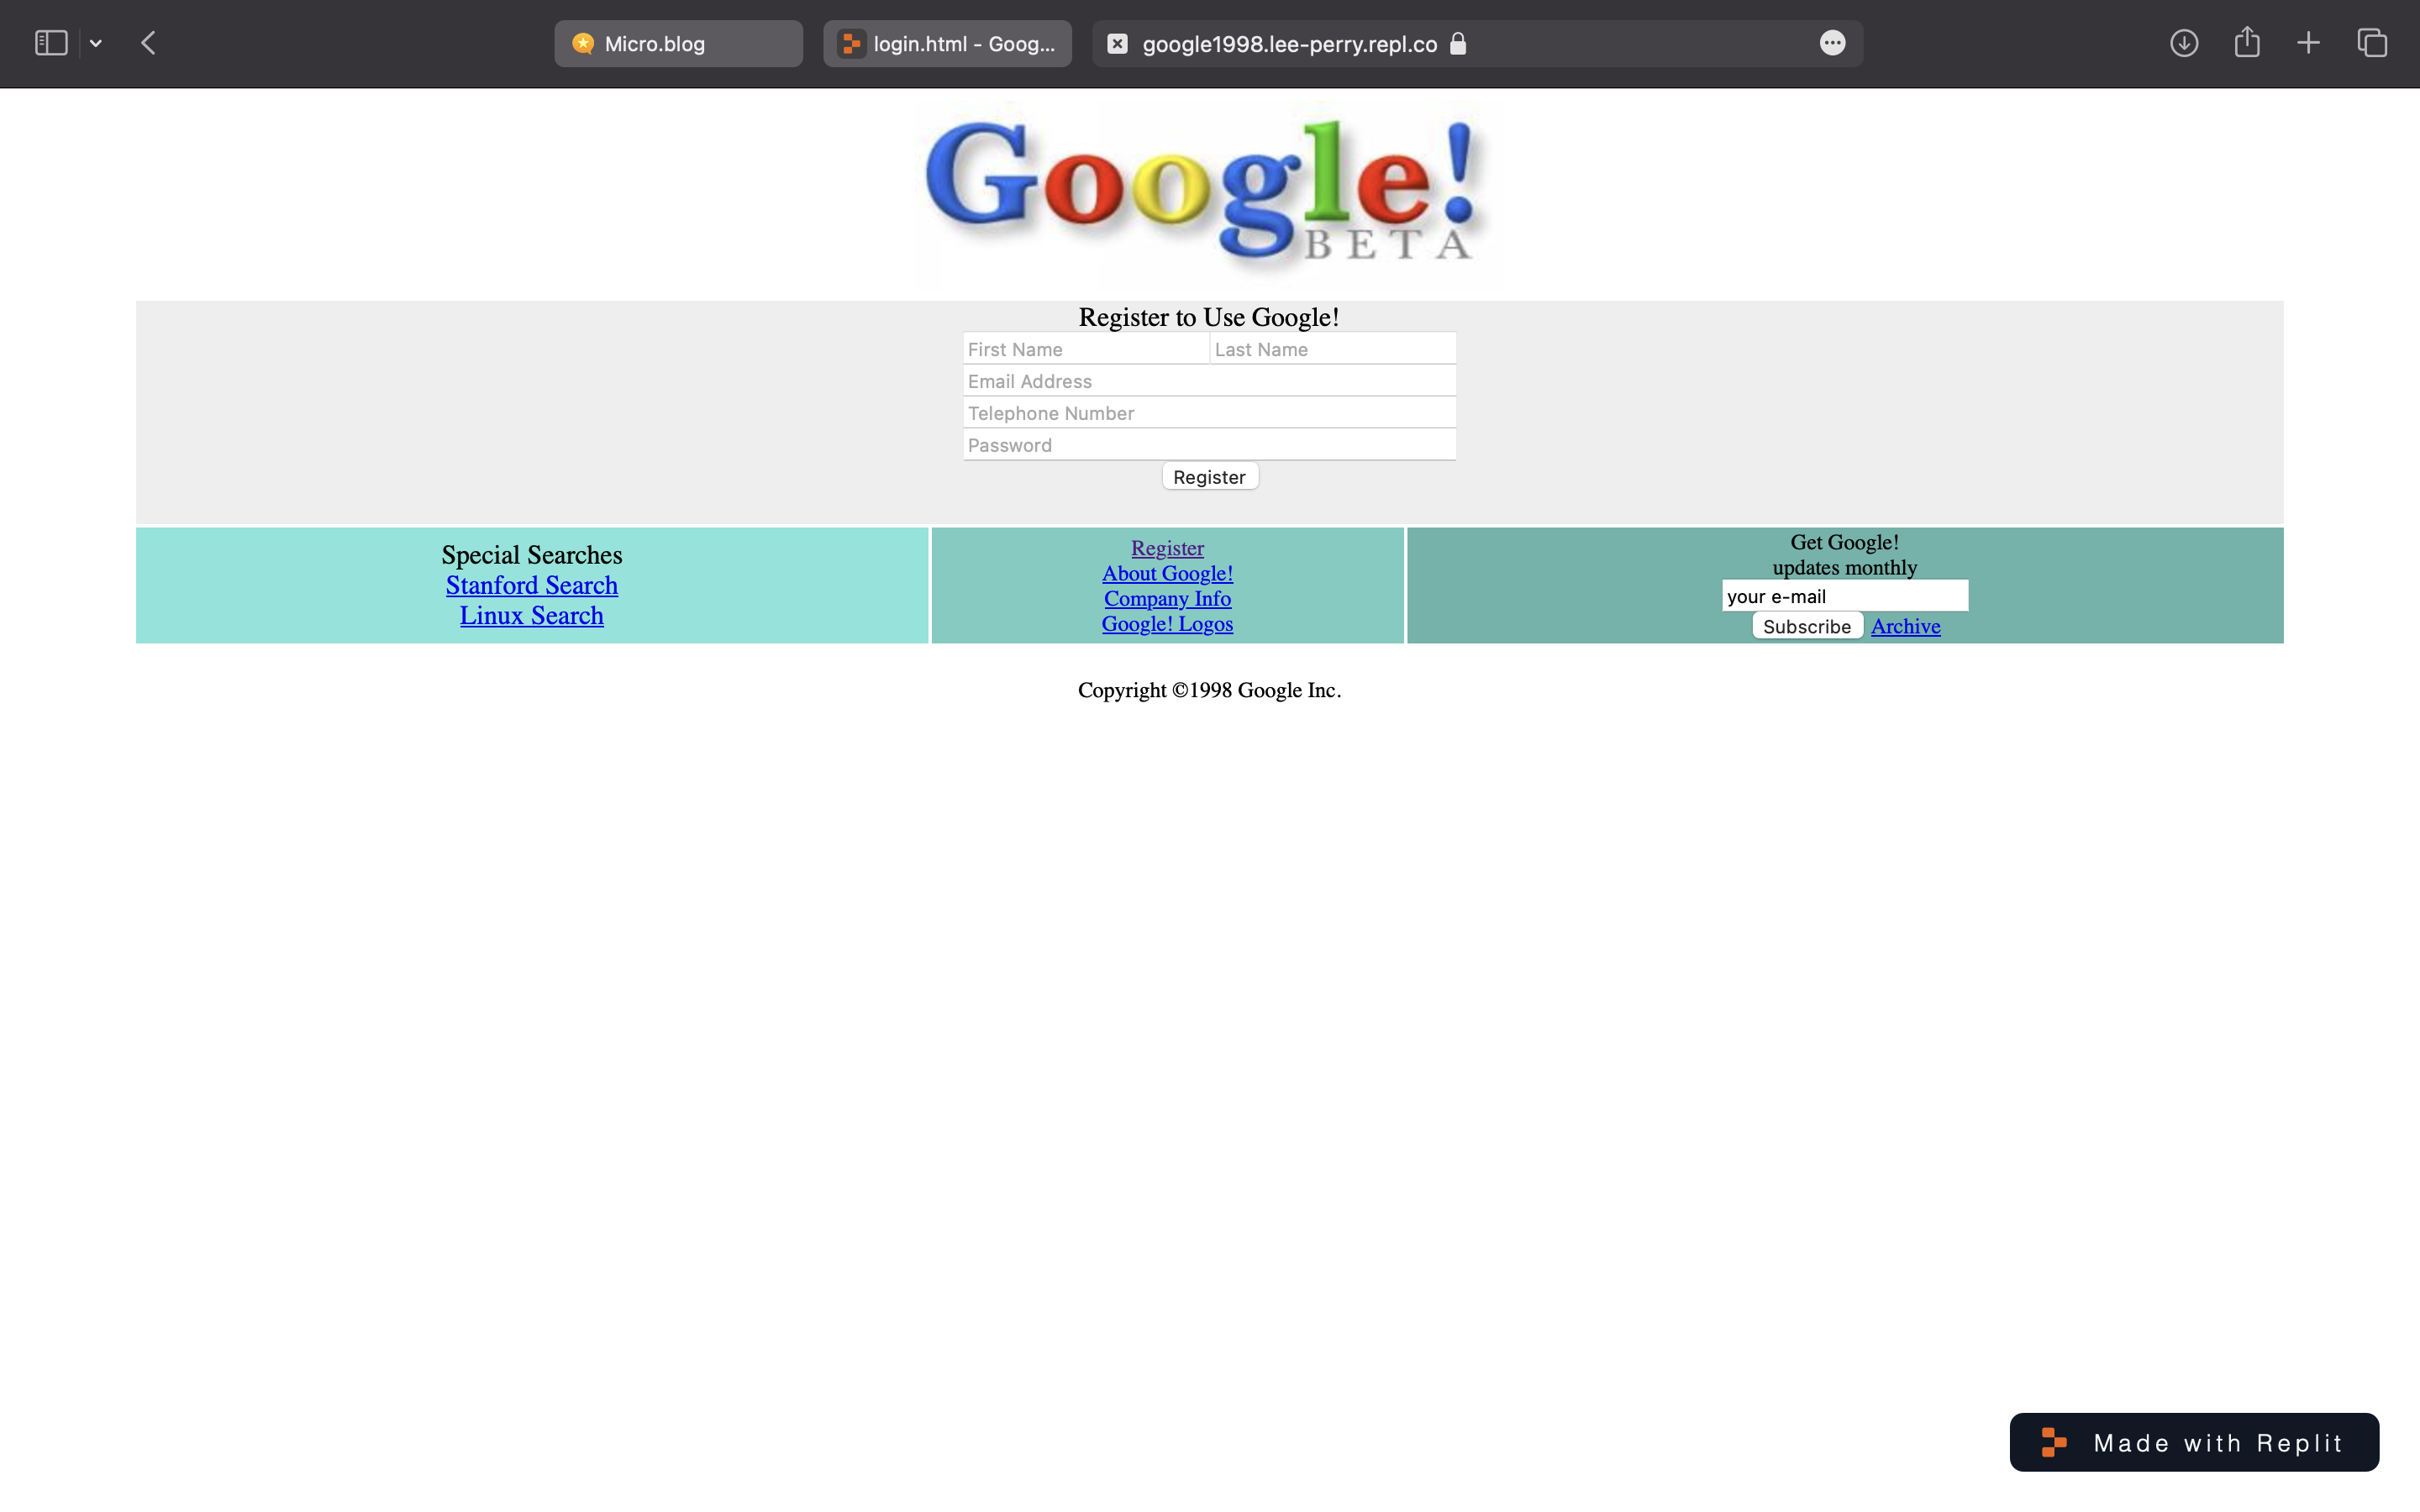 Micro.blog
login.html - Goog...
google1998.lee-perry.repl.co
Google!
BETA
Register to Use Google!
First Name
Last Name
Email Address
Telephone Number
Password
Register
Special Searches
Stanford Search
Linux Search
Register
About Google!
Company Info
Google! Logos
Get Google!
updates monthly
your e-mail
Subscribe Archive
Copyright ©1998 Google Inc.
Made with Replit